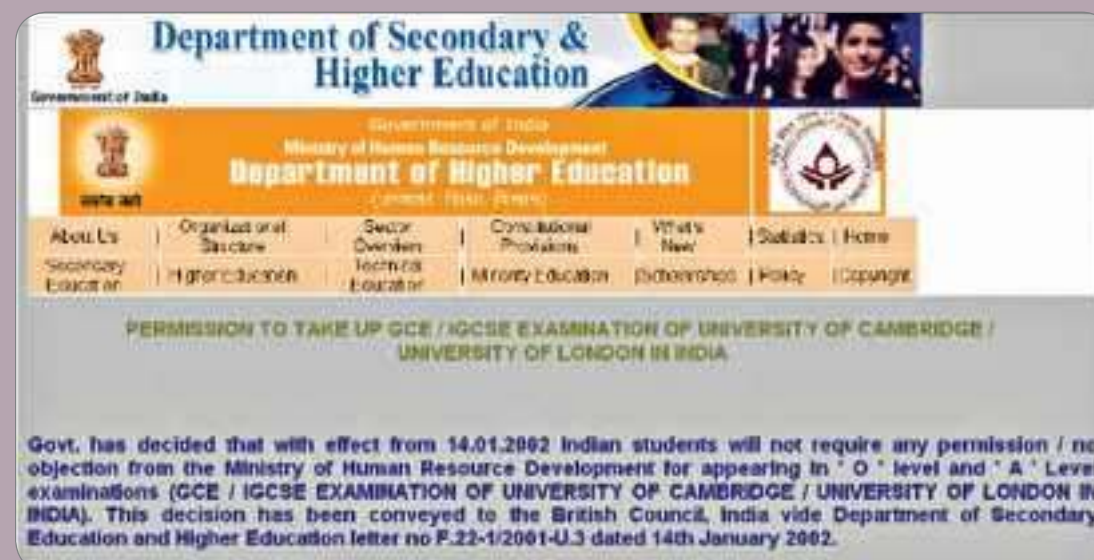 Department of Secondary &
Higher Education
Government of India
Government of India
Ministry of Human Resource Development
Department of Higher Education
सत्यमेव जयते
About Us | Organizational Structure | Sector Overview | Constitutional Provisions | What's New | Statistics | Home
Secondary Education | Higher Education | Technical Education | Minority Education | Scholarships | Policy | Copyright
PERMISSION TO TAKE UP GCE / IGCSE EXAMINATION OF UNIVERSITY OF CAMBRIDGE /
UNIVERSITY OF LONDON IN INDIA
Govt. has decided that with effect from 14.01.2002 Indian students will not require any permission / no
objection from the Ministry of Human Resource Development for appearing in ' O ' level and ' A ' Level
examinations (GCE / IGCSE EXAMINATION OF UNIVERSITY OF CAMBRIDGE / UNIVERSITY OF LONDON IN
INDIA). This decision has been conveyed to the British Council, India vide Department of Secondary
Education and Higher Education letter no F.22-1/2001-U.3 dated 14th January 2002.